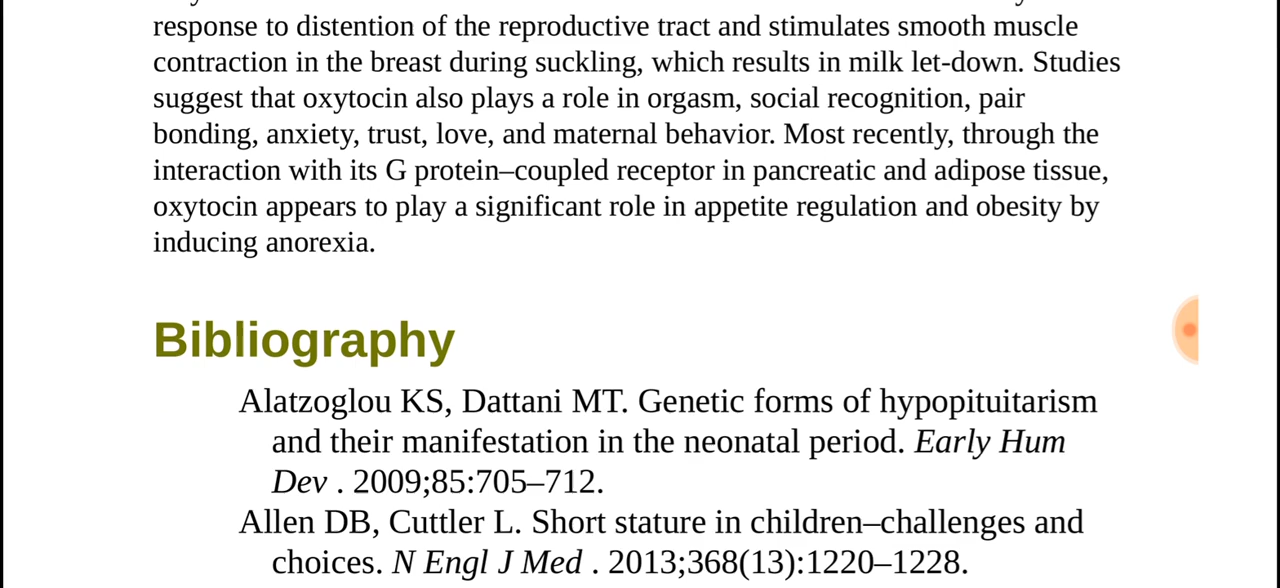 response to distention of the reproductive tract and stimulates smooth muscle
contraction in the breast during suckling, which results in milk let-down. Studies
suggest that oxytocin also plays a role in orgasm, social recognition, pair
bonding, anxiety, trust, love, and maternal behavior. Most recently, through the
interaction with its G protein–coupled receptor in pancreatic and adipose tissue,
oxytocin appears to play a significant role in appetite regulation and obesity by
inducing anorexia.
Bibliography
Alatzoglou KS, Dattani MT. Genetic forms of hypopituitarism
and their manifestation in the neonatal period. Early Hum
Dev . 2009;85:705–712.
Allen DB, Cuttler L. Short stature in children–challenges and
choices. N Engl J Med . 2013;368(13):1220–1228.